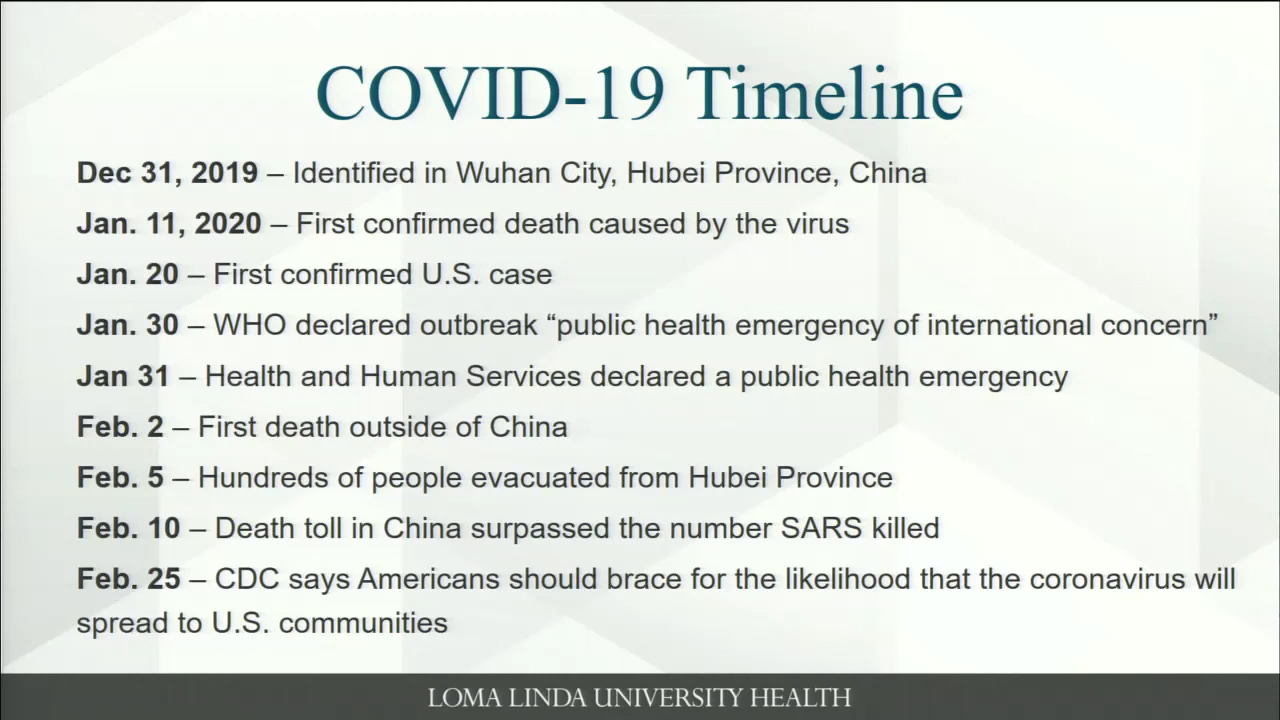 COVID-19 Timeline
Dec 31, 2019 – Identified in Wuhan City, Hubei Province, China
Jan. 11, 2020 – First confirmed death caused by the virus
Jan. 20 – First confirmed U.S. case
Jan. 30 – WHO declared outbreak “public health emergency of international concern”
Jan 31 – Health and Human Services declared a public health emergency
Feb. 2 – First death outside of China
Feb. 5 – Hundreds of people evacuated from Hubei Province
Feb. 10 – Death toll in China surpassed the number SARS killed
Feb. 25 – CDC says Americans should brace for the likelihood that the coronavirus will
spread to U.S. communities
LOMA LINDA UNIVERSITY HEALTH